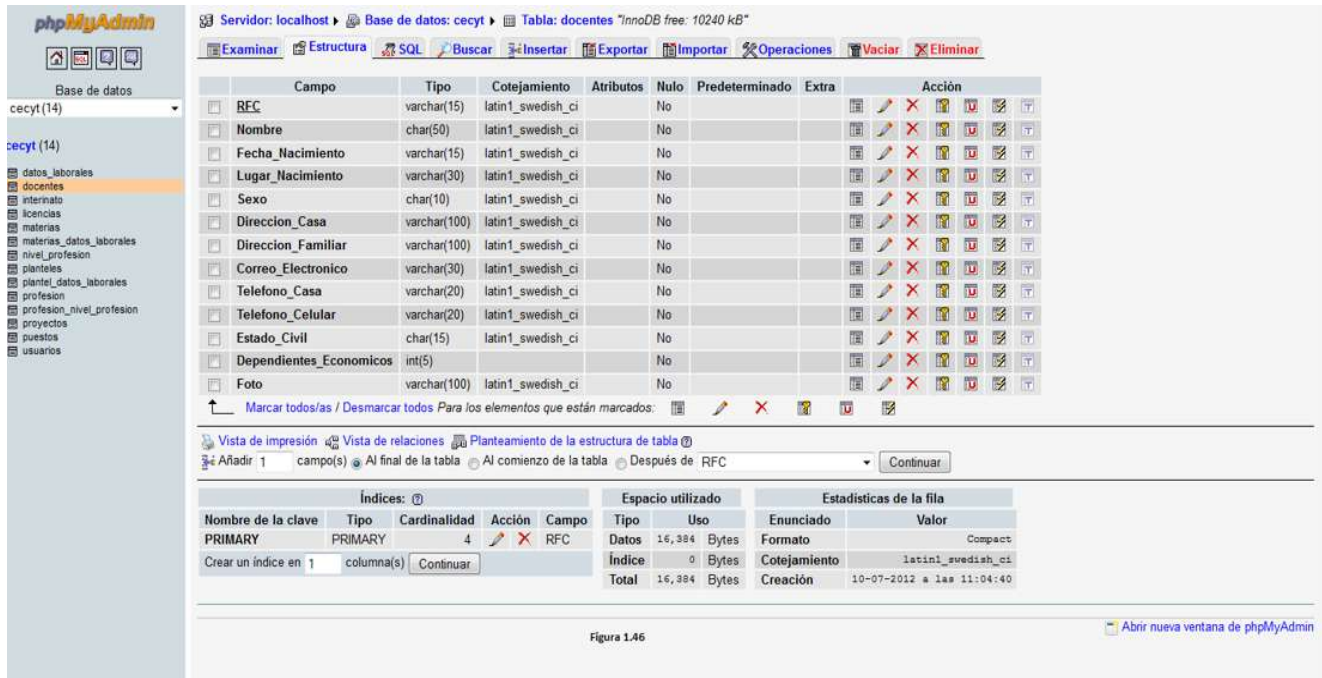 phpMyAdmin
Base de datos
cecyt (14)
cecyt (14)
datos_laborales
docentes
interinato
licencias
materias
materias_datos_laborales
nivel_profesion
planteles
plantel_datos_laborales
profesion
profesion_nivel_profesion
proyectos
puestos
usuarios
Servidor: localhost Base de datos: cecyt Tabla: docentes "InnoDB free: 10240 kB"
Examinar Estructura SQL Buscar Insertar Exportar Importar Operaciones Vaciar Eliminar
Campo Tipo Cotejamiento Atributos Nulo Predeterminado Extra Acción
RFC varchar(15) latin1_swedish_ci No
Nombre char(50) latin1_swedish_ci No
Fecha_Nacimiento varchar(15) latin1_swedish_ci No
Lugar_Nacimiento varchar(30) latin1_swedish_ci No
Sexo char(10) latin1_swedish_ci No
Direccion_Casa varchar(100) latin1_swedish_ci No
Direccion_Familiar varchar(100) latin1_swedish_ci No
Correo_Electronico varchar(30) latin1_swedish_ci No
Telefono_Casa varchar(20) latin1_swedish_ci No
Telefono_Celular varchar(20) latin1_swedish_ci No
Estado_Civil char(15) latin1_swedish_ci No
Dependientes_Economicos int(5) No
Foto varchar(100) latin1_swedish_ci No
Marcar todos/as / Desmarcar todos Para los elementos que están marcados:
Vista de impresión Vista de relaciones Planteamiento de la estructura de tabla
Añadir 1 campo(s) Al final de la tabla Al comienzo de la tabla Después de RFC Continuar
Índices: Espacio utilizado Estadísticas de la fila
Nombre de la clave Tipo Cardinalidad Acción Campo Tipo Uso Enunciado Valor
PRIMARY PRIMARY 4 RFC Datos 16,384 Bytes Formato Compact
Crear un índice en 1 columna(s) Continuar Índice 0 Bytes Cotejamiento latin1_swedish_ci
Total 16,384 Bytes Creación 10-07-2012 a las 11:04:40
Abrir nueva ventana de phpMyAdmin
Figura 1.46